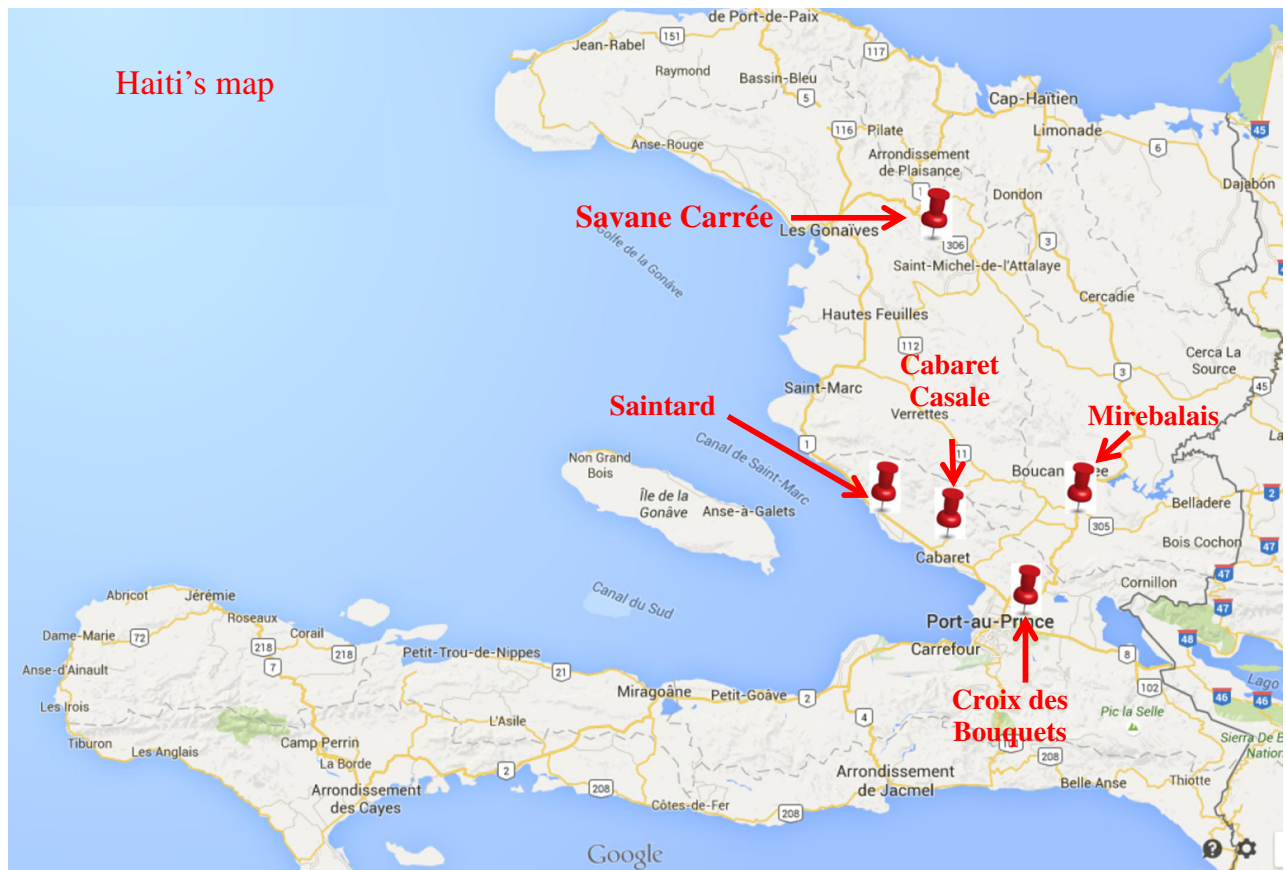 de Port-de-Paix
Jean-Rabel
151
117
Haiti's map
Raymond
Bassin-Bleu
5
Cap-Haïtien
116
Pilate
Limonade
45
Anse-Rouge
Arrondissement
de Plaisance
6
1
Dajabón
Dondon
Savane Carrée
Les Gonaïves
3
306
Golfe de la Gonâve
Saint-Michel-de-l'Attalaye
Cercadie
Hautes Feuilles
112
Cerca La
Source
Cabaret
Casale
3
45
Saint-Marc
Saintard
Verrettes
Mirebalais
1
Canal de Saint-Marc
11
Non Grand
Bois
Île de la
Gonâve
Anse-à-Galets
2
Belladere
305
Bois Cochon
47
Cabaret
47
Cornillon
47
Abricot
Jérémie
Canal du Sud
Roseaux
Port-au-Prince
Dame-Marie
72
Corail
218
218
Petit-Trou-de-Nippes
Carrefour
48
8
Anse-d'Ainault
7
21
102
Lago
Miragoâne
Petit-Goâve
2
46
46
Les Irois
Croix des
Bouquets
Pic la Selle
L'Asile
4
Tiburon
Les Anglais
Camp Perrin
208
Sierra De B
Nation
La Borde
2
Arrondissement
de Jacmel
Belle Anse
Thiotte
Arrondissement
des Cayes
208
Côtes-de-Fer
208
Google